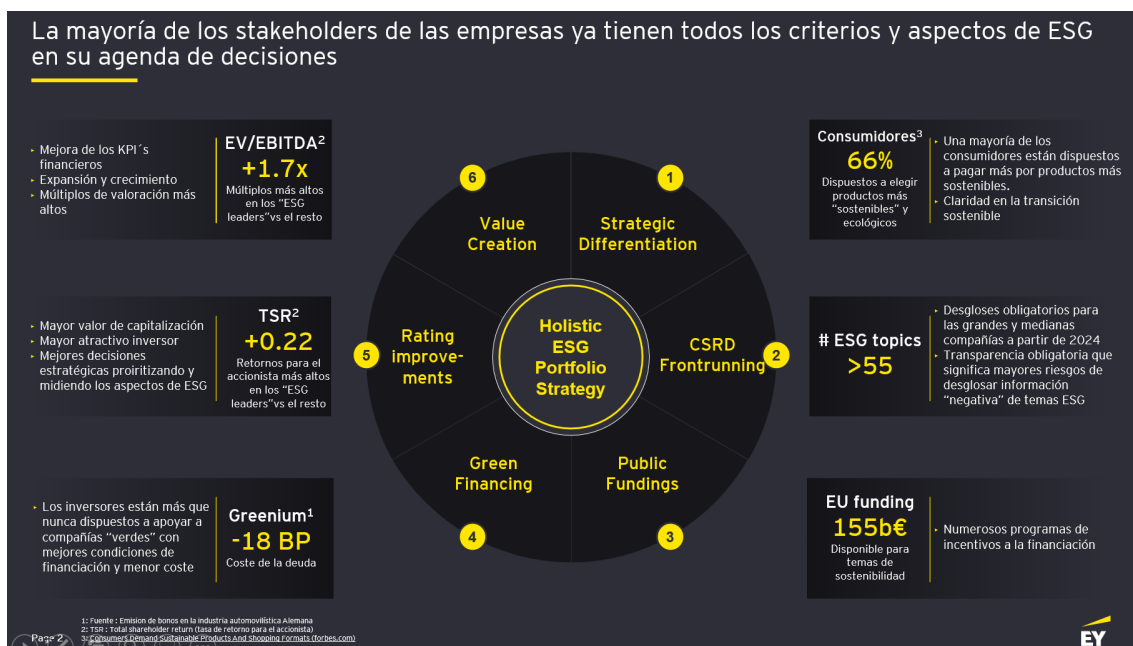 La mayoría de los stakeholders de las empresas ya tienen todos los criterios y aspectos de ESG
en su agenda de decisiones
▸ Mejora de los KPI´s
financieros
▸ Expansión y crecimiento
▸ Múltiplos de valoración más
altos
EV/EBITDA²
+1.7x
Múltiplos más altos
en los “ESG
leaders”vs el resto
▸ Mayor valor de capitalización
▸ Mayor atractivo inversor
▸ Mejores decisiones
estratégicas proiritizando y
midiendo los aspectos de ESG
TSR²
+0.22
Retornos para el
accionista más altos
en los “ESG
leaders”vs el resto
▸ Los inversores están más que
nunca dispuestos a apoyar a
compañías “verdes” con
mejores condiciones de
financiación y menor coste
Greenium¹
-18 BP
Coste de la deuda
Holistic
ESG
Portfolio
Strategy
1
Strategic
Differentiation
2
CSRD
Frontrunning
3
Public
Fundings
4
Green
Financing
5
Rating
improve-
ments
6
Value
Creation
Consumidores³
66%
Dispuestos a elegir
productos más
“sostenibles” y
ecológicos
▸ Una mayoría de los
consumidores están dispuestos
a pagar más por productos más
sostenibles.
▸ Claridad en la transición
sostenible
# ESG topics
>55
▸ Desgloses obligatorios para
las grandes y medianas
compañías a partir de 2024
▸ Transparencia obligatoria que
significa mayores riesgos de
desglosar información
“negativa” de temas ESG
EU funding
155b€
Disponible para
temas de
sostenibilidad
▸ Numerosos programas de
incentivos a la financiación
1: Fuente : Emision de bonos en la industria automovilística Alemana
2: TSR : Total shareholder return (tasa de retorno para el accionista)
3: Consumers Demand Sustainable Products And Shopping Formats (forbes.com)
Page 2
EY